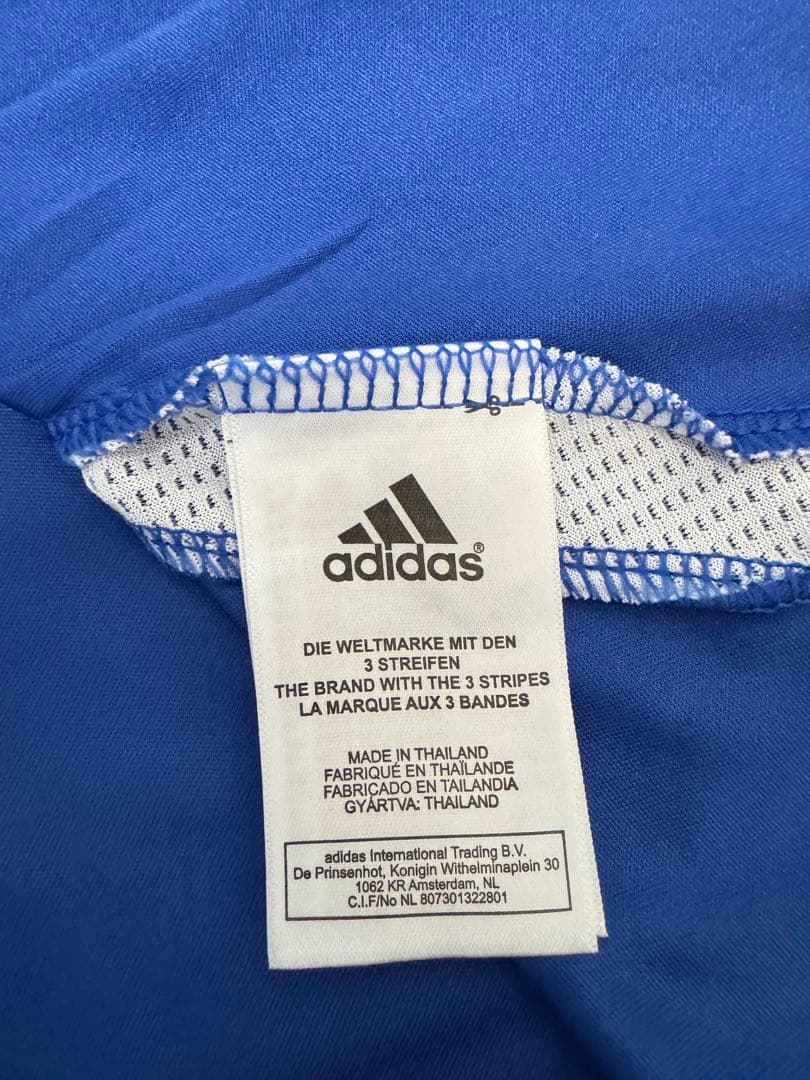 adidas®
DIE WELTMARKE MIT DEN
3 STREIFEN
THE BRAND WITH THE 3 STRIPES
LA MARQUE AUX 3 BANDES
MADE IN THAILAND
FABRIQUÉ EN THAÏLANDE
FABRICADO EN TAILANDIA
GYÁRTVA: THAILAND
adidas International Trading B.V.
De Prinsenhot, Konigin Withelminaplein 30
1062 KR Amsterdam, NL
C.I.F/No NL 807301322801